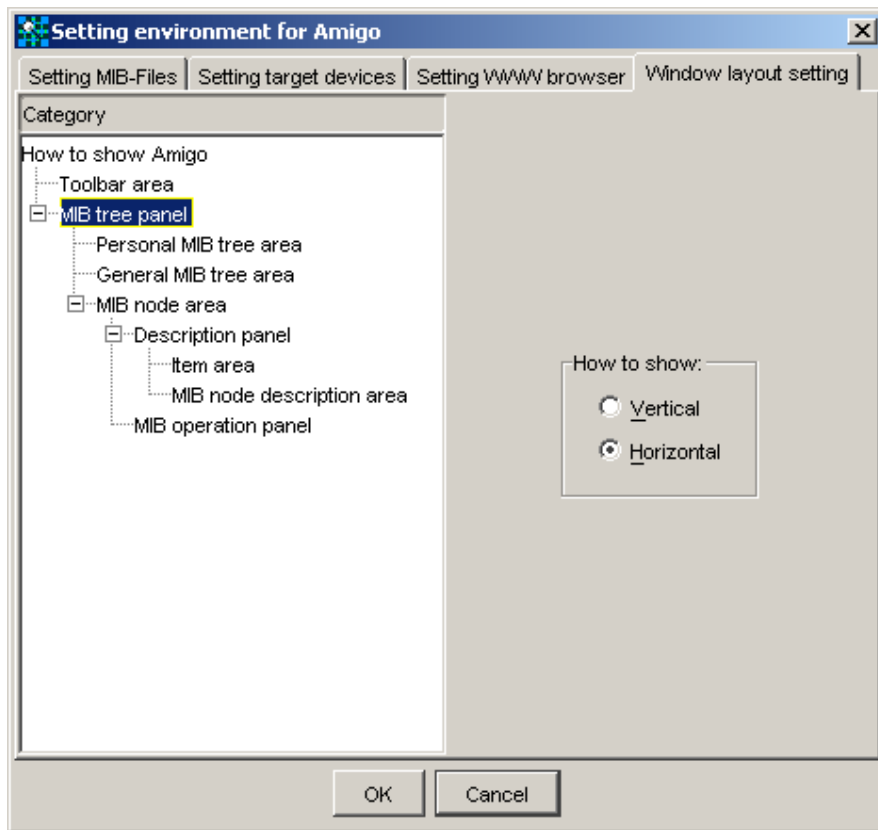 Setting environment for Amigo
Setting MIB-Files
Setting target devices
Setting WWW browser
Window layout setting
Category
How to show Amigo
Toolbar area
MIB tree panel
Personal MIB tree area
General MIB tree area
MIB node area
Description panel
Item area
MIB node description area
MIB operation panel
How to show:
Vertical
Horizontal
OK
Cancel